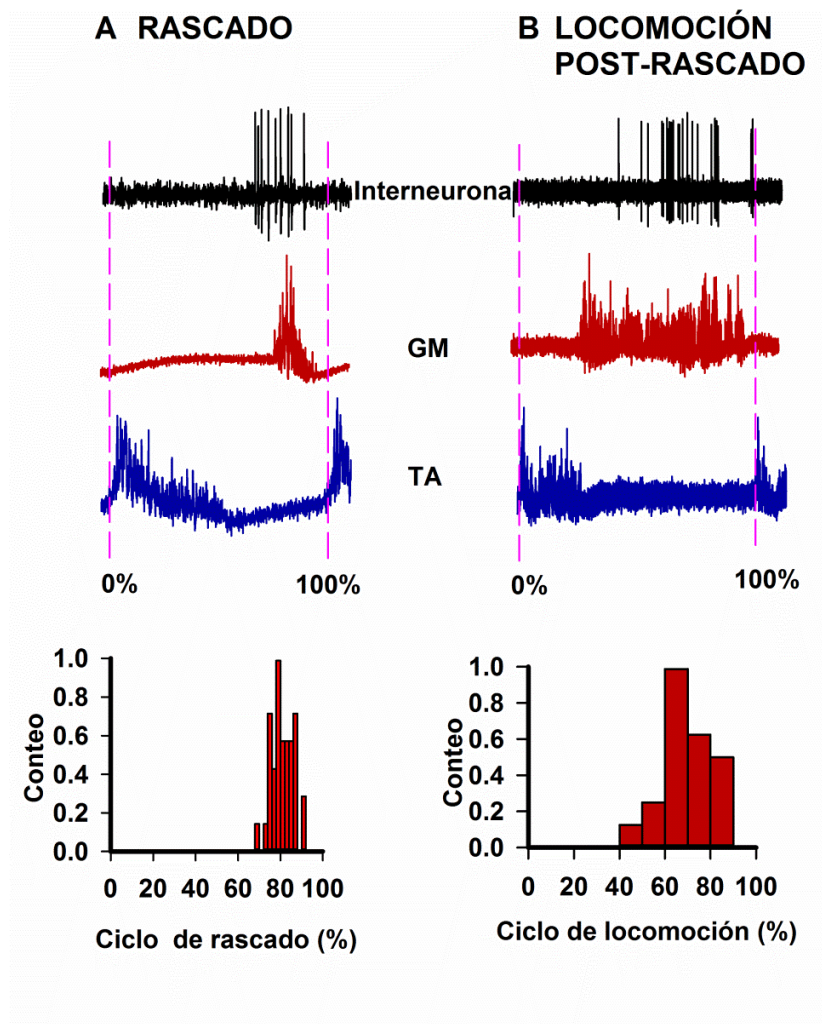 A RASCADO
B LOCOMOCIÓN
POST-RASCADO
Interneurona
GM
TA
0%
100%
0%
100%
1.0
0.8
0.6
0.4
0.2
0.0
Conteo
0 20 40 60 80 100
Ciclo de rascado (%)
1.0
0.8
0.6
0.4
0.2
0.0
Conteo
0 20 40 60 80 100
Ciclo de locomoción (%)